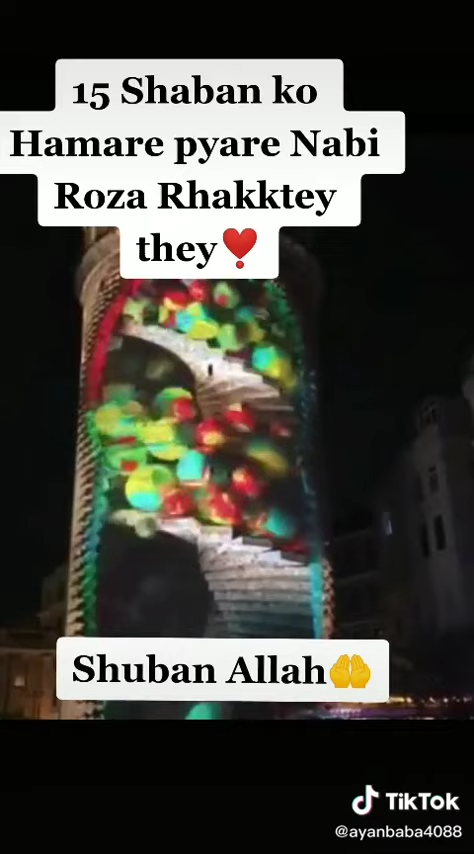 15 Shaban ko
Hamare pyare Nabi
Roza Rhakktey
they❣️
Shuban Allah🤲
TikTok
@ayanbaba4088